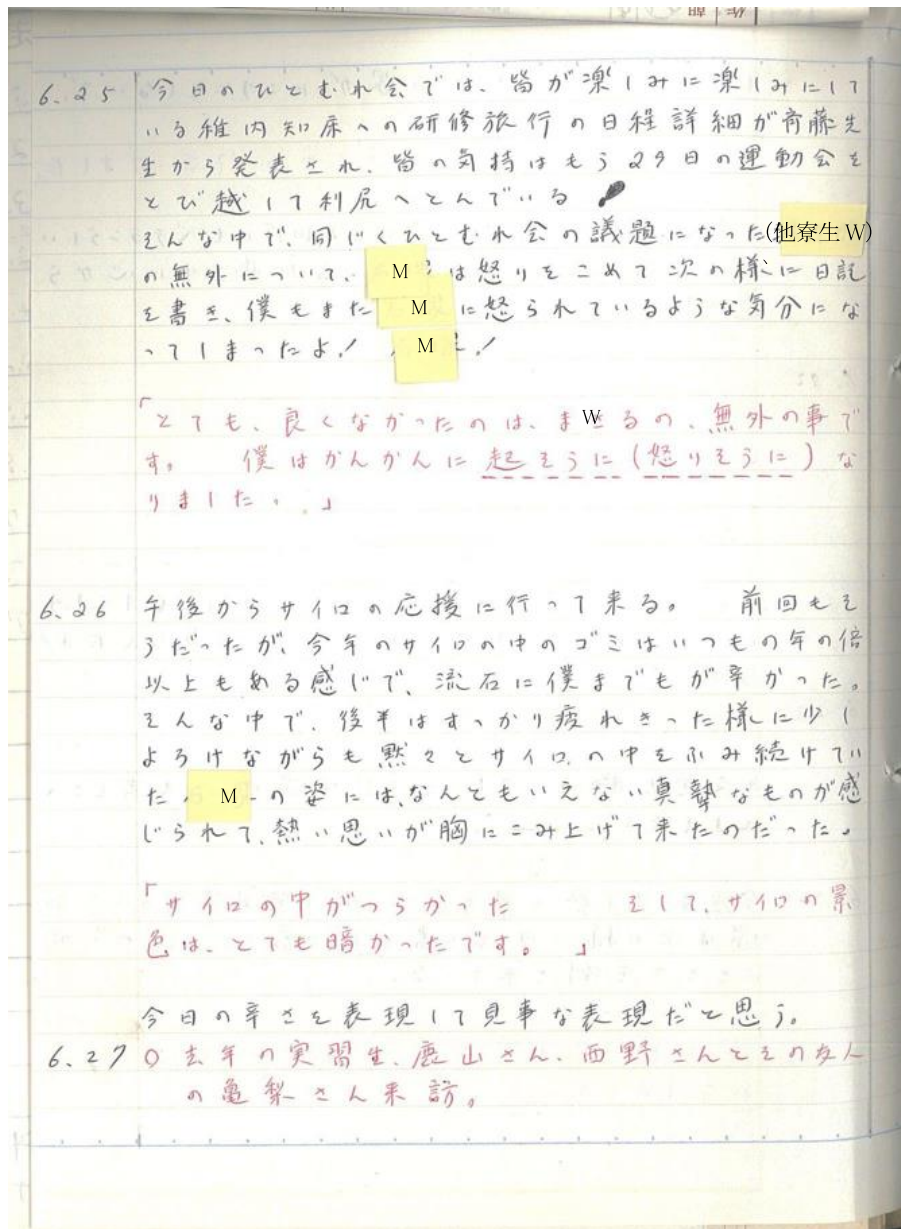 6.25 今日のひとむれ会では、皆が楽しみに楽しみにして
いる稚内知床への研修旅行の日程詳細が斉藤先
生から発表され、皆の気持はもう29日の運動会を
とび越して利尻へとんでいる!
そんな中で、同じくひとむれ会の議題になった(他寮生W)
の無外について、M は怒りをこめて次の様に日記
を書き、僕もまた M に怒られているような気分にな
ってしまったよ! M !
「とても、良くなかったのは、まWるの、無外の事で
す。 僕はかんかんに起そうに(怒りそうに)な
りました。」
6.26 午後からサイロの応援に行って来る。 前回もそ
うだったが、今年のサイロの中のゴミはいつもの年の倍
以上もある感じで、流石に僕までもが辛かった。
そんな中で、後半はすっかり疲れきった様に少し
よろけながらも黙々とサイロの中をふみ続けてい
た M の姿には、なんともいえない真摯なものが感
じられて、熱い思いが胸にこみ上げて来たのだった。
「サイロの中がつらかった そして、サイロの景
色は、とても暗かったです。」
今日の辛さを表現して見事な表現だと思う。
6.27 ○去年の実習生、鹿山さん、西野さんとその友人
の亀梨さん来訪。